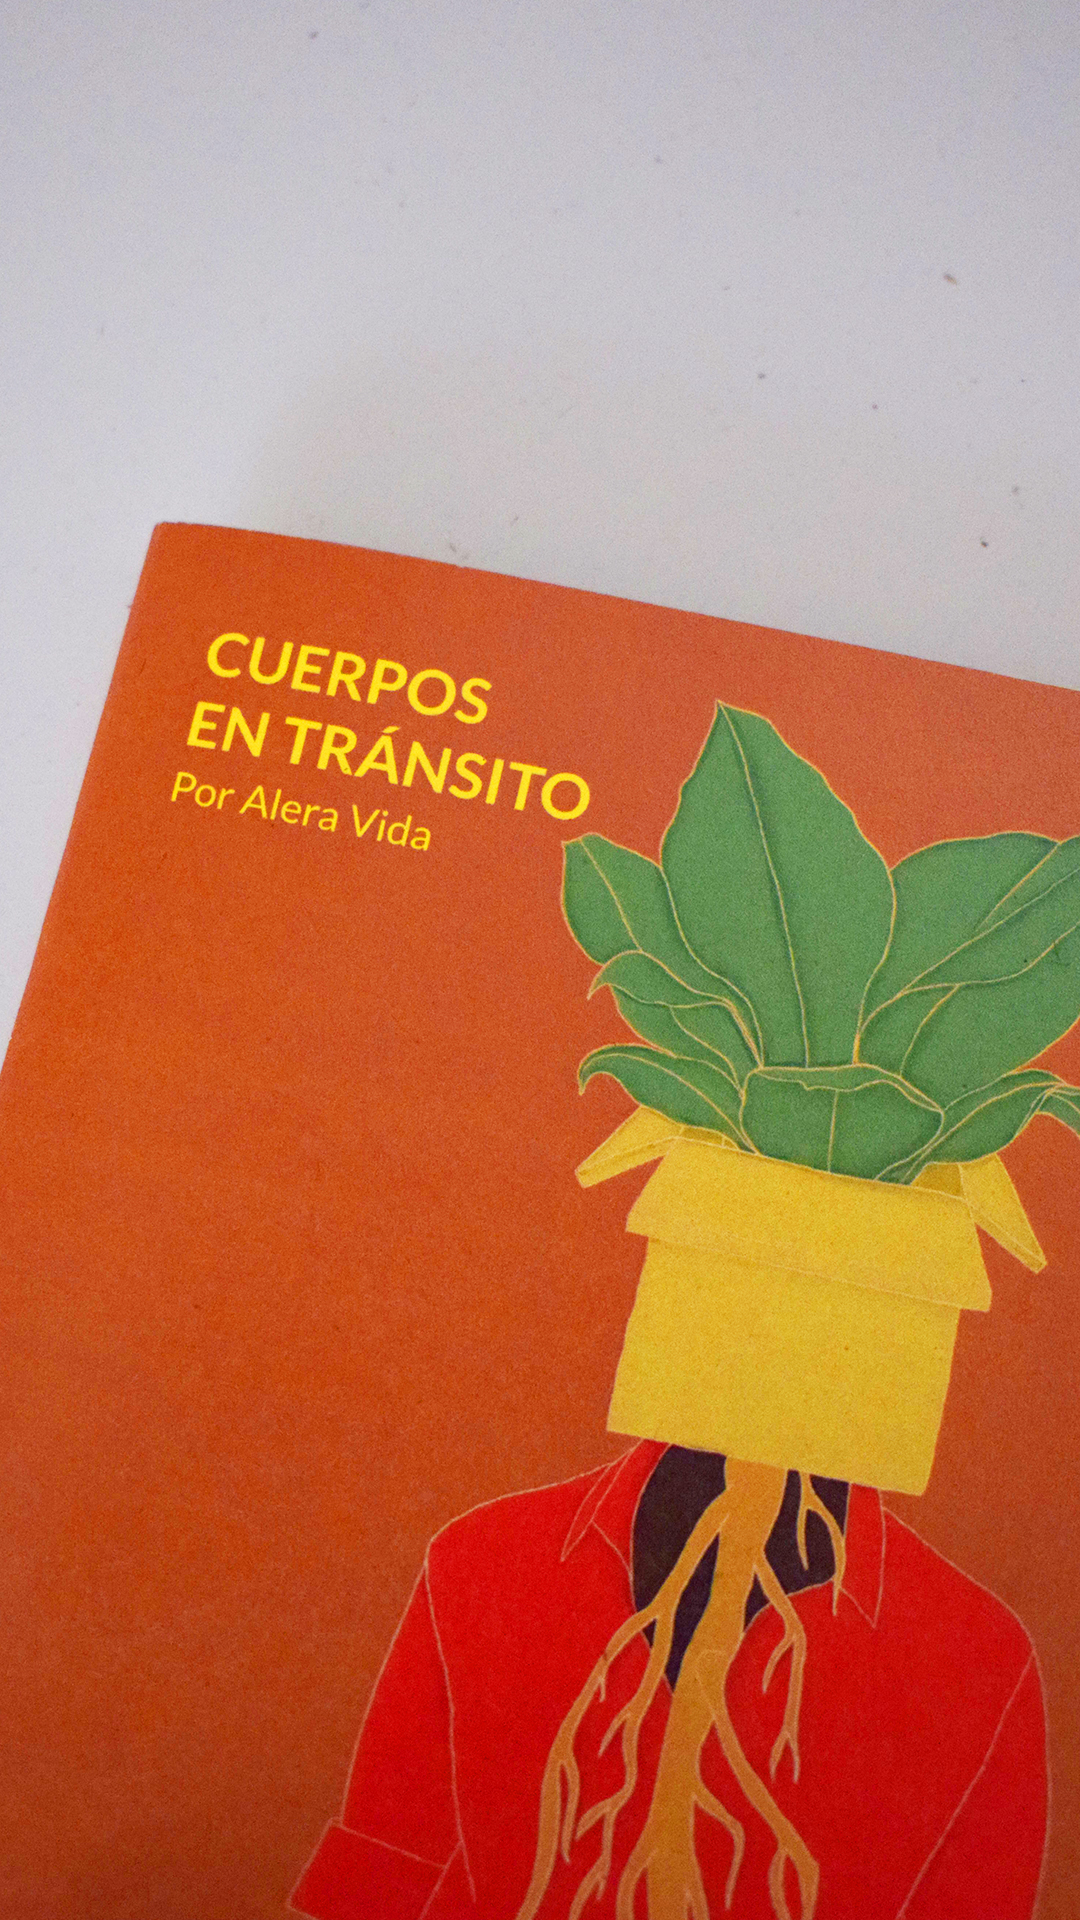 CUERPOS
EN TRÁNSITO
Por Alera Vida